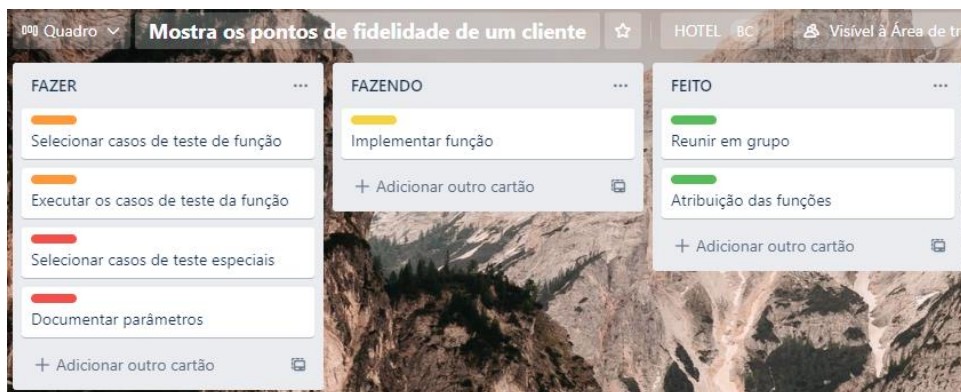 Quadro Mostra os pontos de fidelidade de um cliente HOTEL BC Visível à Área de
FAZER
Selecionar casos de teste de função
Executar os casos de teste da função
Selecionar casos de teste especiais
Documentar parâmetros
+ Adicionar outro cartão
FAZENDO
Implementar função
+ Adicionar outro cartão
FEITO
Reunir em grupo
Atribuição das funções
+ Adicionar outro cartão